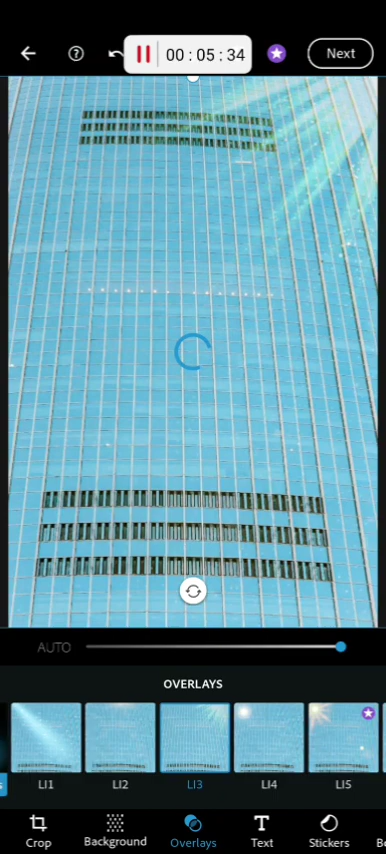 00 : 05 : 34
Next
AUTO
OVERLAYS
LI1 LI2 LI3 LI4 LI5
Crop Background Overlays Text Stickers